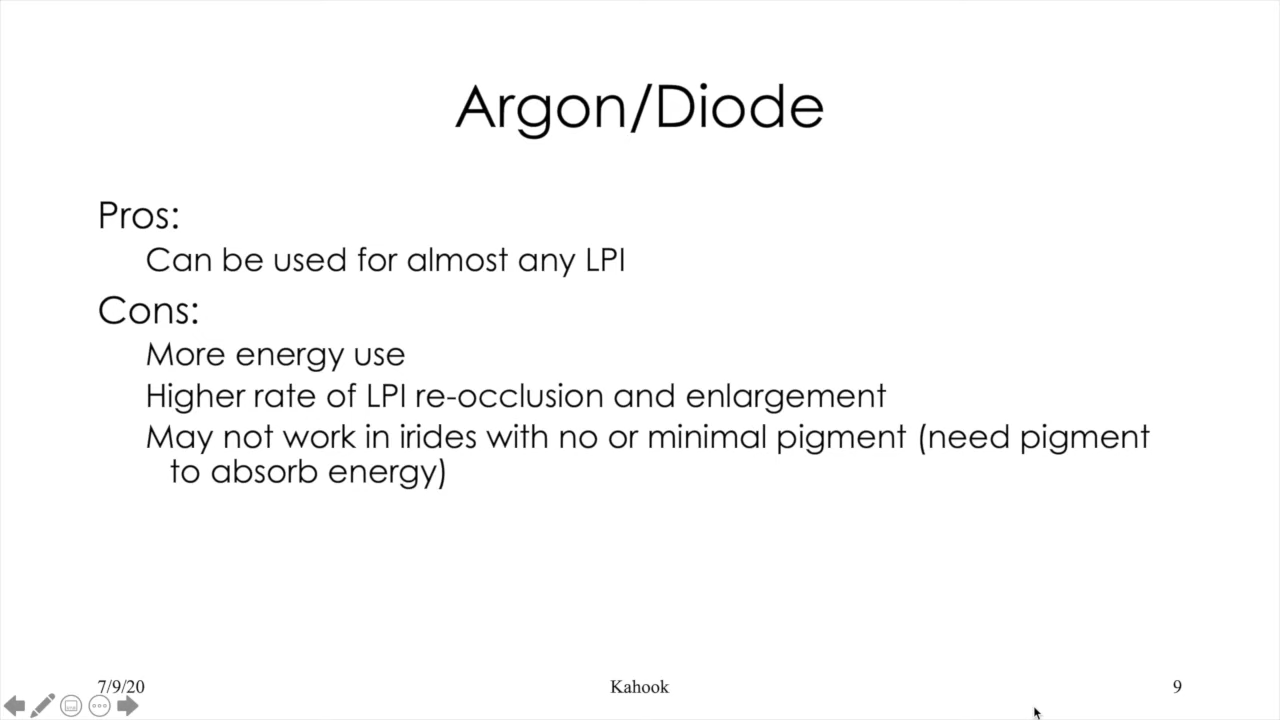 Argon/Diode
Pros:
Can be used for almost any LPI
Cons:
More energy use
Higher rate of LPI re-occlusion and enlargement
May not work in irides with no or minimal pigment (need pigment
to absorb energy)
7/9/20
Kahook
9